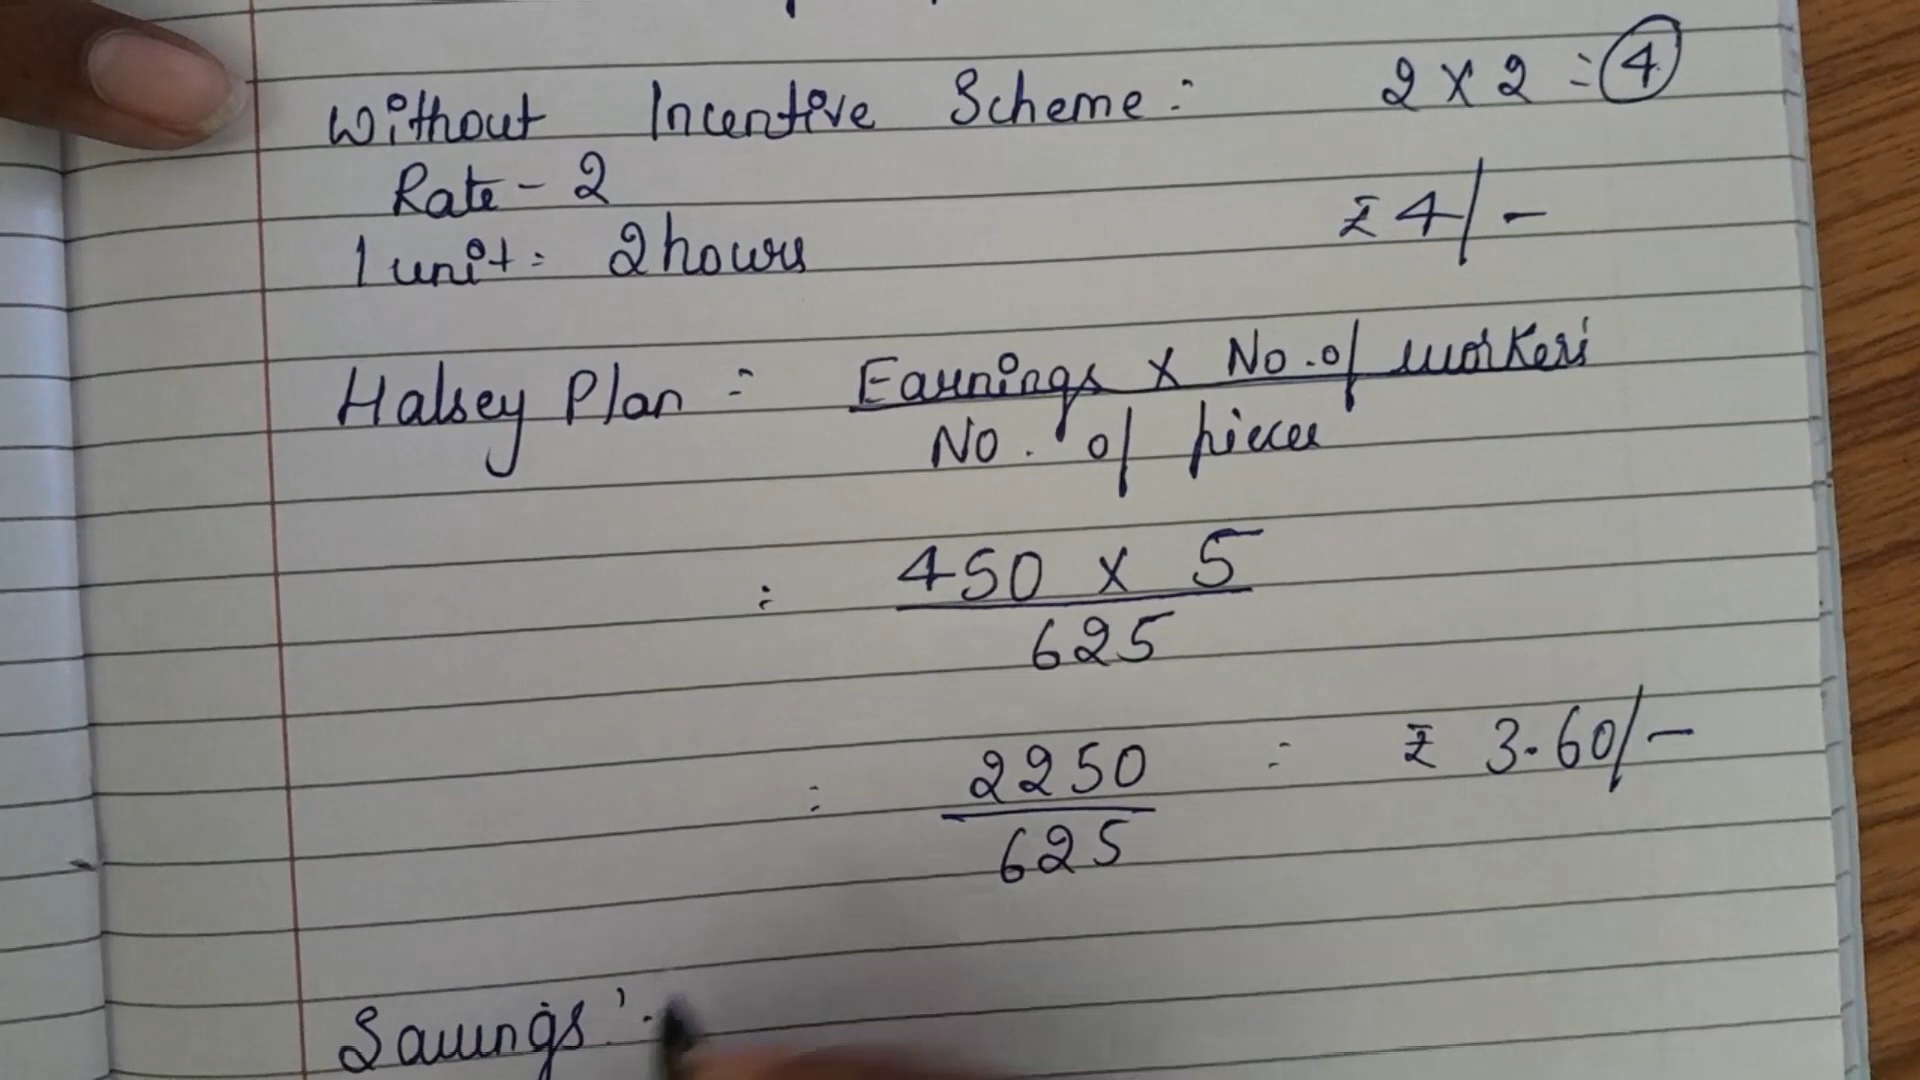 Without Incentive Scheme : 2 x 2 = 4
Rate - 2
₹ 4/-
1 unit = 2 hours
Halsey Plan = Earnings x No. of workers
No. of pieces
= 450 x 5
625
= 2250 = ₹ 3.60/-
625
Savings :-